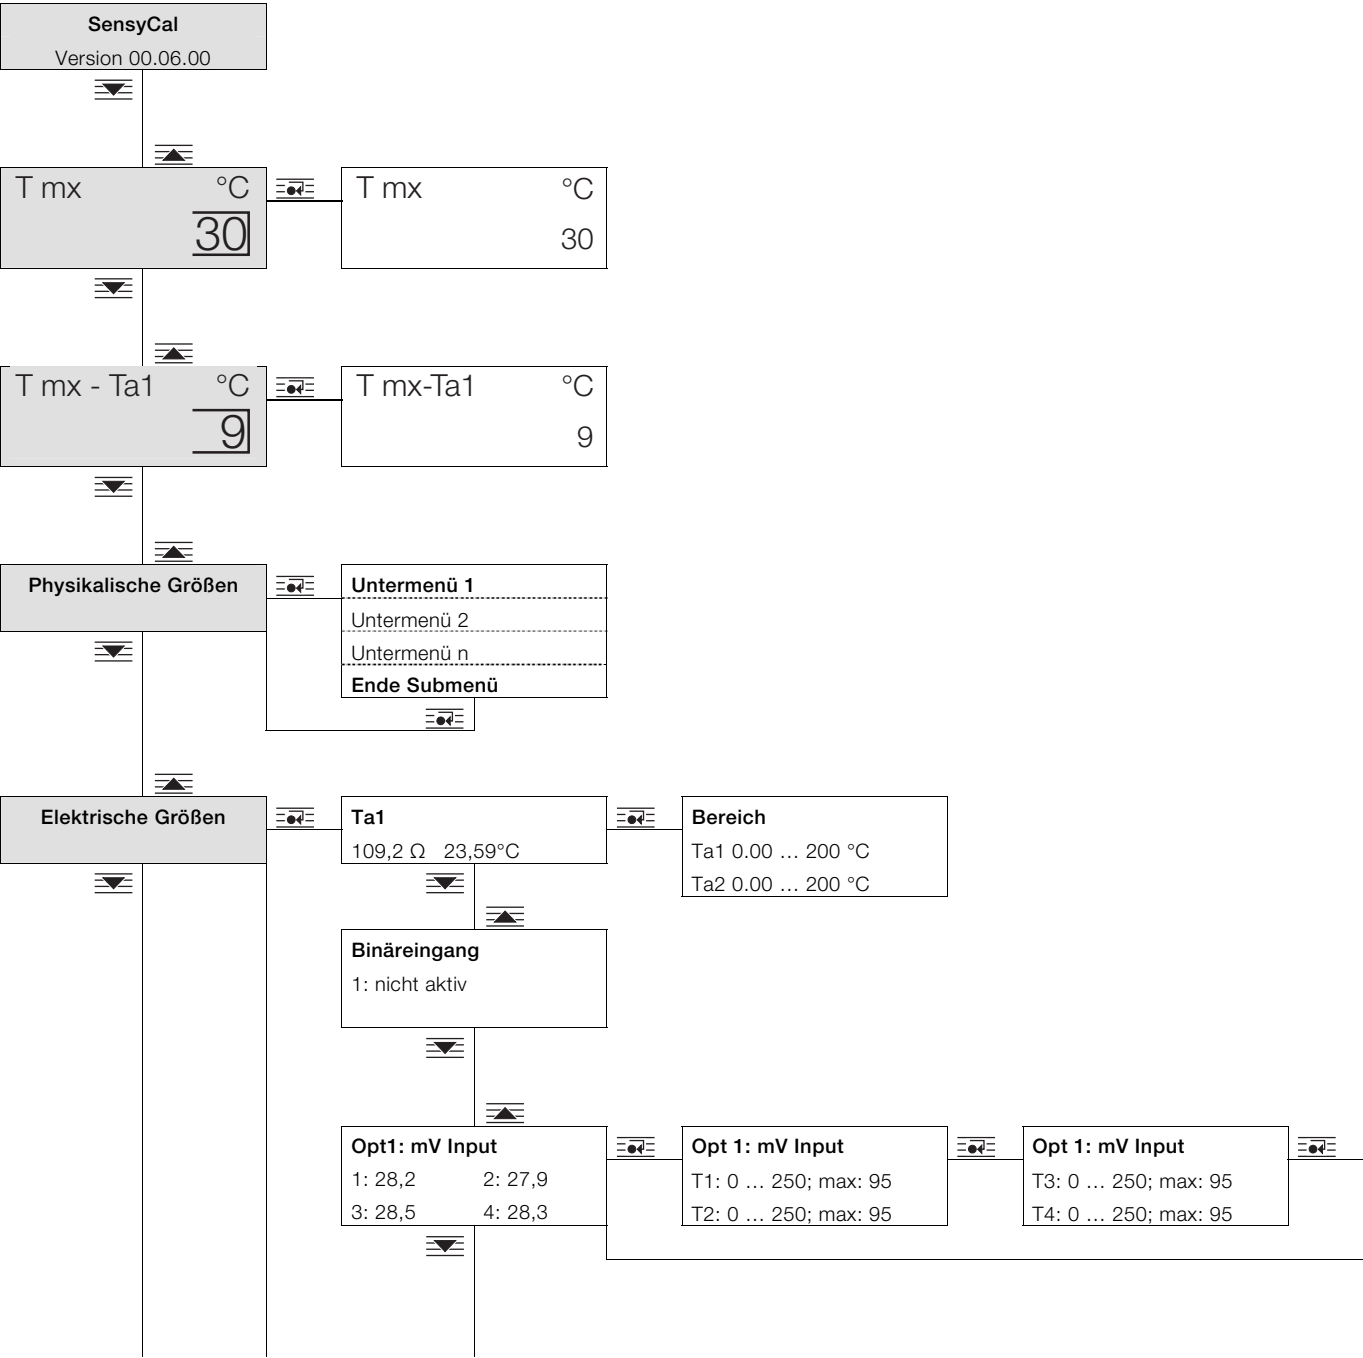 SensyCal
Version 00.06.00
T mx °C
30
T mx °C
30
T mx - Ta1 °C
9
T mx-Ta1 °C
9
Physikalische Größen
Untermenü 1
Untermenü 2
Untermenü n
Ende Submenü
Elektrische Größen
Ta1
109,2 Ω 23,59°C
Bereich
Ta1 0.00 … 200 °C
Ta2 0.00 … 200 °C
Binäreingang
1: nicht aktiv
Opt1: mV Input
1: 28,2 2: 27,9
3: 28,5 4: 28,3
Opt 1: mV Input
T1: 0 … 250; max: 95
T2: 0 … 250; max: 95
Opt 1: mV Input
T3: 0 … 250; max: 95
T4: 0 … 250; max: 95